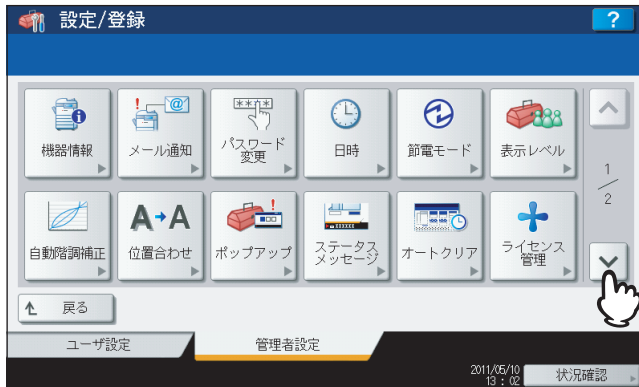 設定/登録
?
機器情報
メール通知
パスワード
変更
日時
節電モード
表示レベル
1
2
自動階調補正
A→A
位置合わせ
ポップアップ
ステータス
メッセージ
オートクリア
ライセンス
管理
戻る
ユーザ設定
管理者設定
2011/05/10
13 : 02
状況確認